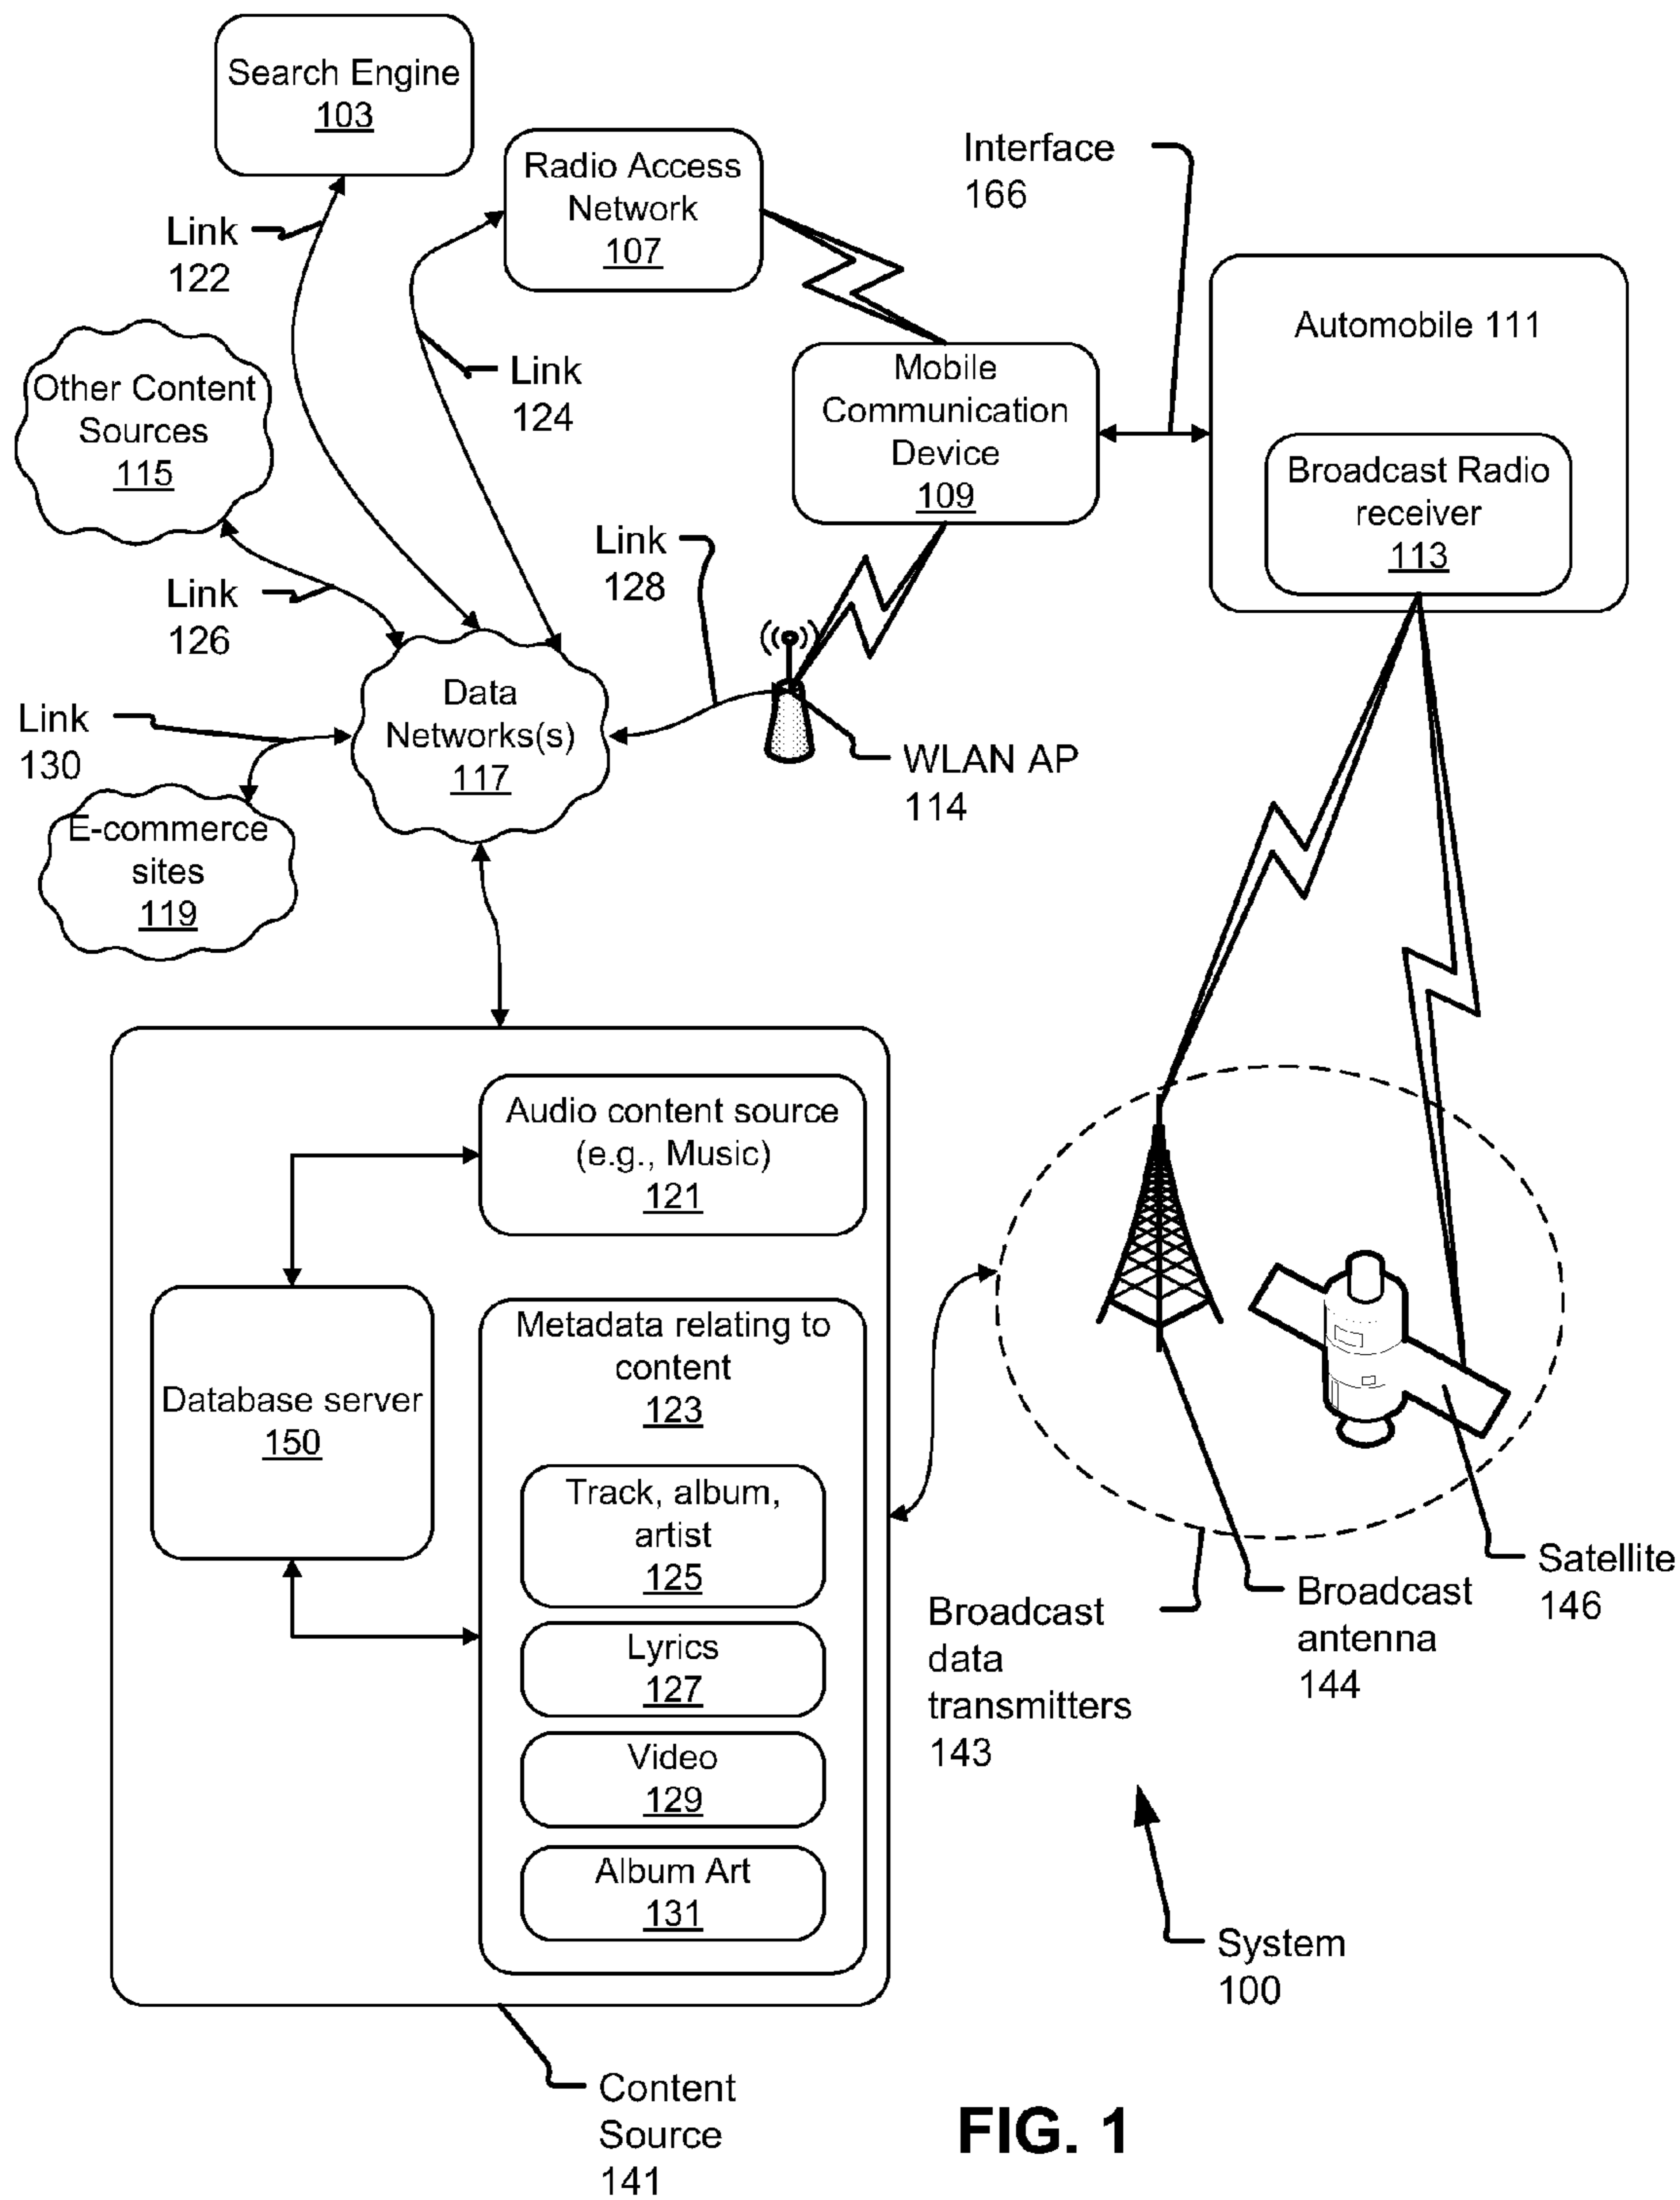 Search Engine
103
Radio Access
Network
107
Interface
166
Link
122
Automobile 111
Other Content
Sources
115
Link
124
Mobile
Communication
Device
109
Broadcast Radio
receiver
113
Link
128
Link
126
Data
Networks(s)
117
Link
130
WLAN AP
114
E-commerce
sites
119
Audio content source
(e.g., Music)
121
Metadata relating to
content
123
Database server
150
Track, album,
artist
125
Lyrics
127
Video
129
Album Art
131
Satellite
146
Broadcast
antenna
144
Broadcast
data
transmitters
143
System
100
Content
Source
141
FIG. 1